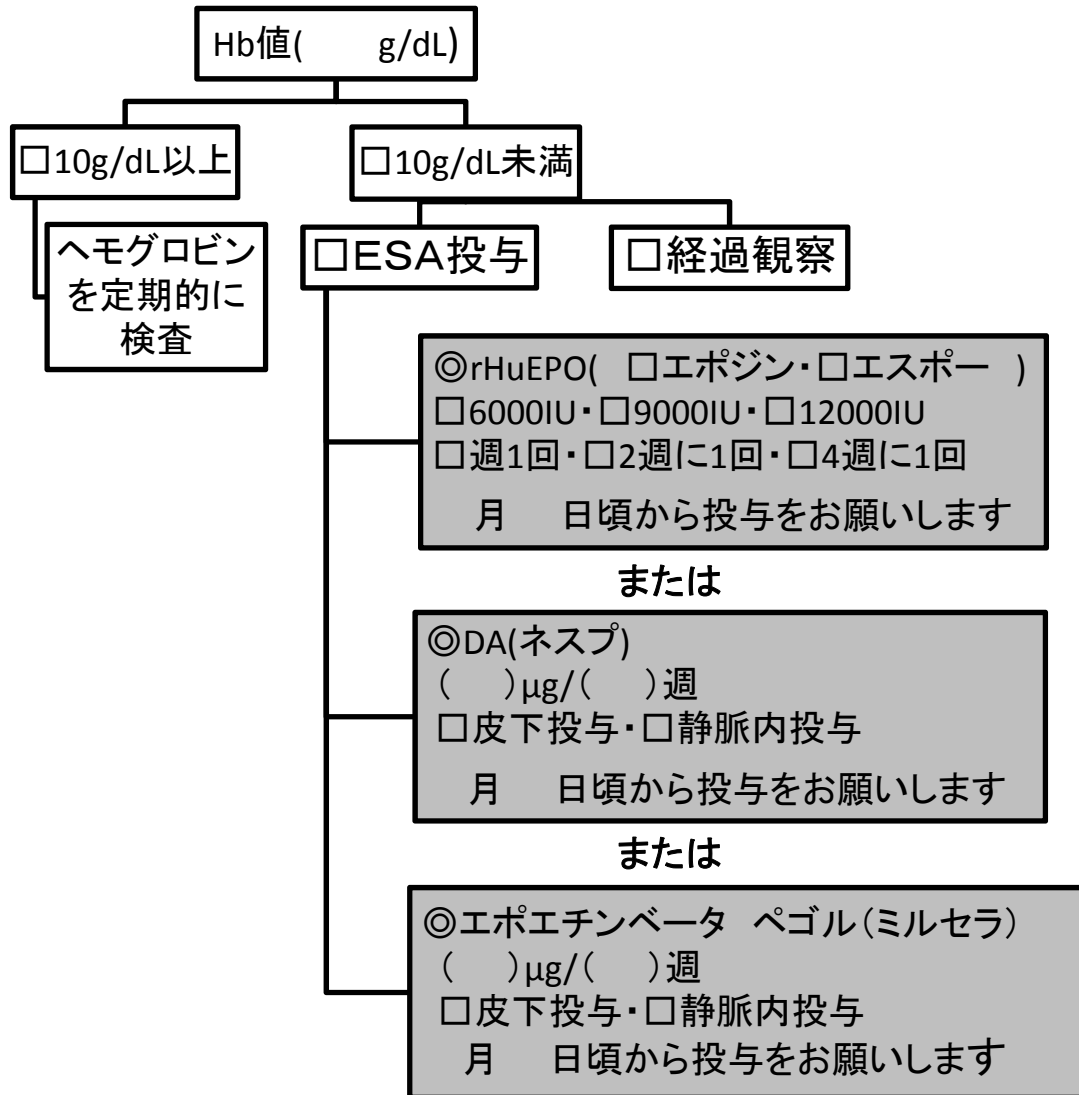 Hb値(　　g/dL)
□10g/dL以上
□10g/dL未満
ヘモグロビン
を定期的に
検査
□ESA投与
□経過観察
◎rHuEPO(　□エポジン・□エスポー　)
□6000IU・□9000IU・□12000IU
□週1回・□2週に1回・□4週に1回
月　　日頃から投与をお願いします
または
◎DA(ネスプ)
(　　)μg/(　　)週
□皮下投与・□静脈内投与
月　　日頃から投与をお願いします
または
◎エポエチンベータ　ペゴル(ミルセラ)
(　　)μg/(　　)週
□皮下投与・□静脈内投与
月　　日頃から投与をお願いします